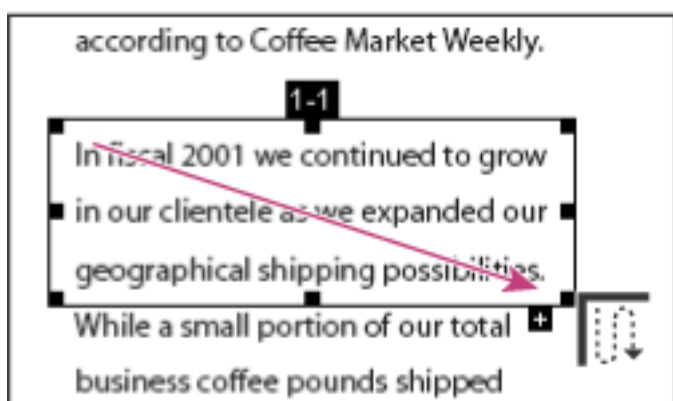 according to Coffee Market Weekly.
1-1
In fiscal 2001 we continued to grow
in our clientele as we expanded our
geographical shipping possibilities.
While a small portion of our total
business coffee pounds shipped